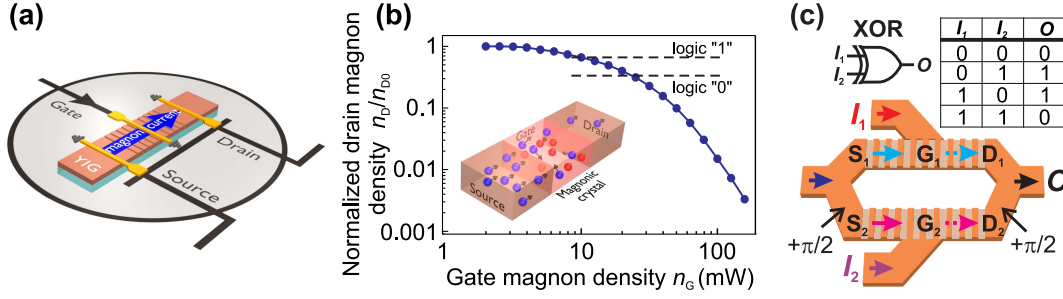 (a)
Gate
magnon
current
YIG
Drain
Source
(b)
Normalized drain magnon
density n_D/n_D0
1
0.1
0.01
0.001
logic "1"
logic "0"
Gate
Drain
Source
Magnonic
crystal
1
10
100
Gate magnon density n_G (mW)
(c)
XOR
I₁
I₂
O
I₁ I₂ O
0 0 0
0 1 1
1 0 1
1 1 0
I₁
S₁ G₁ D₁
O
S₂ G₂ D₂
+π/2
+π/2
I₂